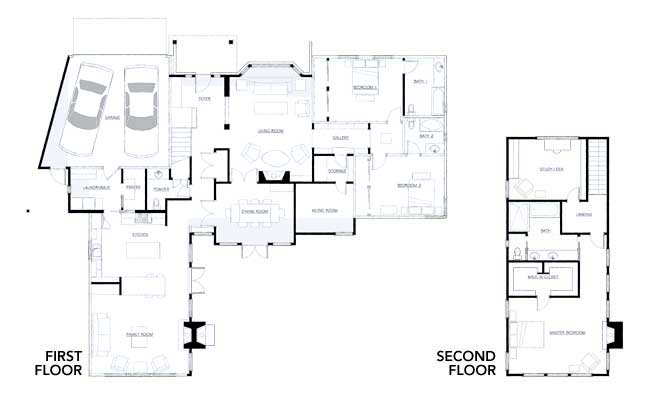 BEDROOM 1
BATH 1
FOYER
GARAGE
LIVING ROOM
GALLERY
BATH 2
STORAGE
STUDY / DEN
LAUNDRY/MUD
PANTRY
POWDER
BEDROOM 2
DINING ROOM
MUSIC ROOM
LANDING
KITCHEN
BATH
WALK-IN CLOSET
FAMILY ROOM
MASTER BEDROOM
FIRST
FLOOR
SECOND
FLOOR